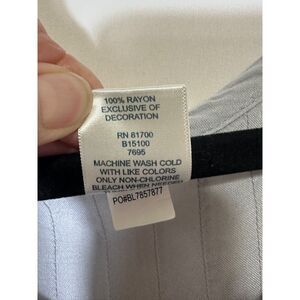 100% RAYON
EXCLUSIVE OF
DECORATION
RN 81700
B15100
7695
MACHINE WASH COLD
WITH LIKE COLORS
ONLY NON-CHLORINE
BLEACH WHEN NEEDED
PO#BL7857877